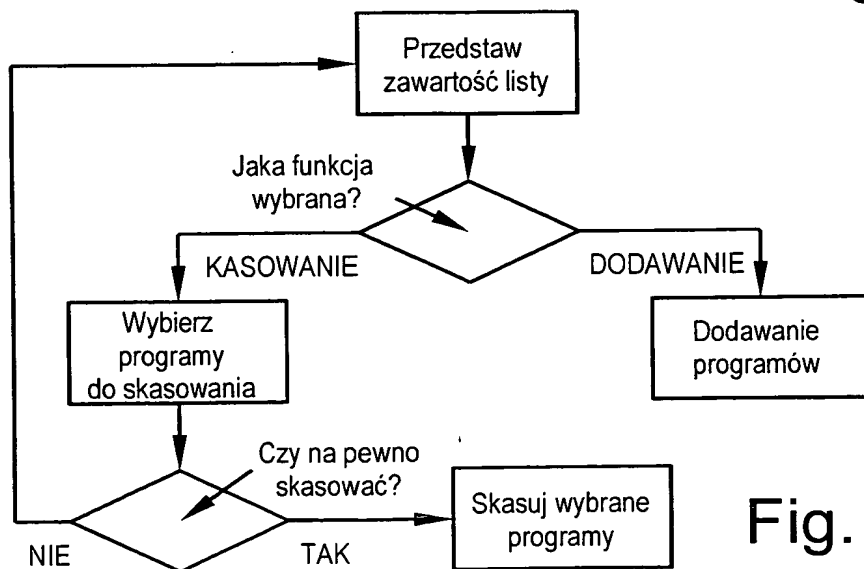 Przedstaw
zawartość listy
Jaka funkcja
wybrana?
KASOWANIE
DODAWANIE
Wybierz
programy
do skasowania
Dodawanie
programów
Czy na pewno
skasować?
Skasuj wybrane
programy
NIE
TAK
Fig.